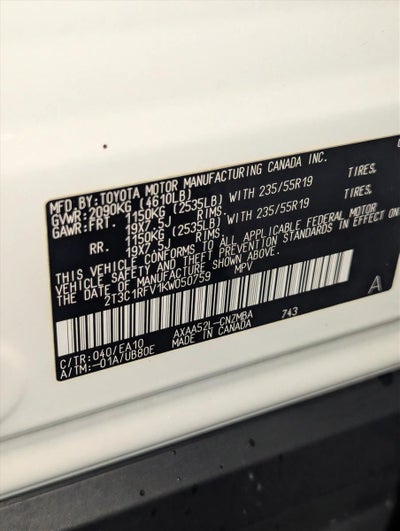 MFD.BY:TOYOTA MOTOR MANUFACTURING CANADA INC.
GVWR:2090KG (4610LB)
GAWR:FRT. 1150KG (2535LB) WITH 235/55R19 TIRES.
19X7.5J RIMS.
RR. 1150KG (2535LB) WITH 235/55R19 TIRES.
19X7.5J RIMS.
THIS VEHICLE CONFORMS TO ALL APPLICABLE FEDERAL MOTOR
VEHICLE SAFETY AND THEFT PREVENTION STANDARDS IN EFFECT ON
THE DATE OF MANUFACTURE SHOWN ABOVE.
2T3C1RFV1KW050759 MPV
A
C/TR:040/EA10 AXAA52L-CNZMBA 743
A/TM:-01A/UB80E MADE IN CANADA